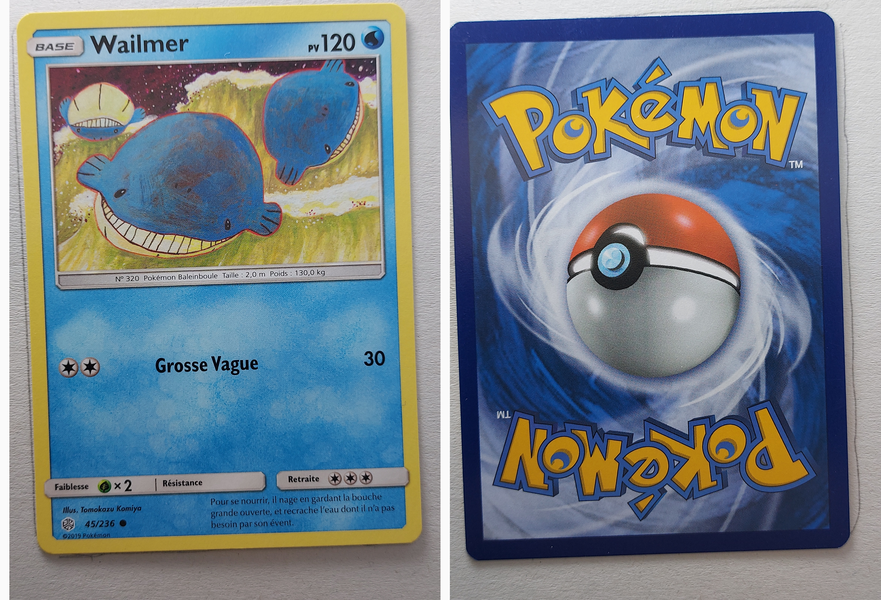 BASE Wailmer PV 120
N° 320 Pokémon Baleinboule Taille : 2,0 m Poids : 130,0 kg
Grosse Vague 30
Faiblesse × 2 Résistance Retraite
Illus. Tomokazu Komiya
45/236
©2019 Pokémon
Pour se nourrir, il nage en gardant la bouche
grande ouverte, et recrache l'eau dont il n'a pas
besoin par son évent.
POKéMON
TM
TM
POKéMON